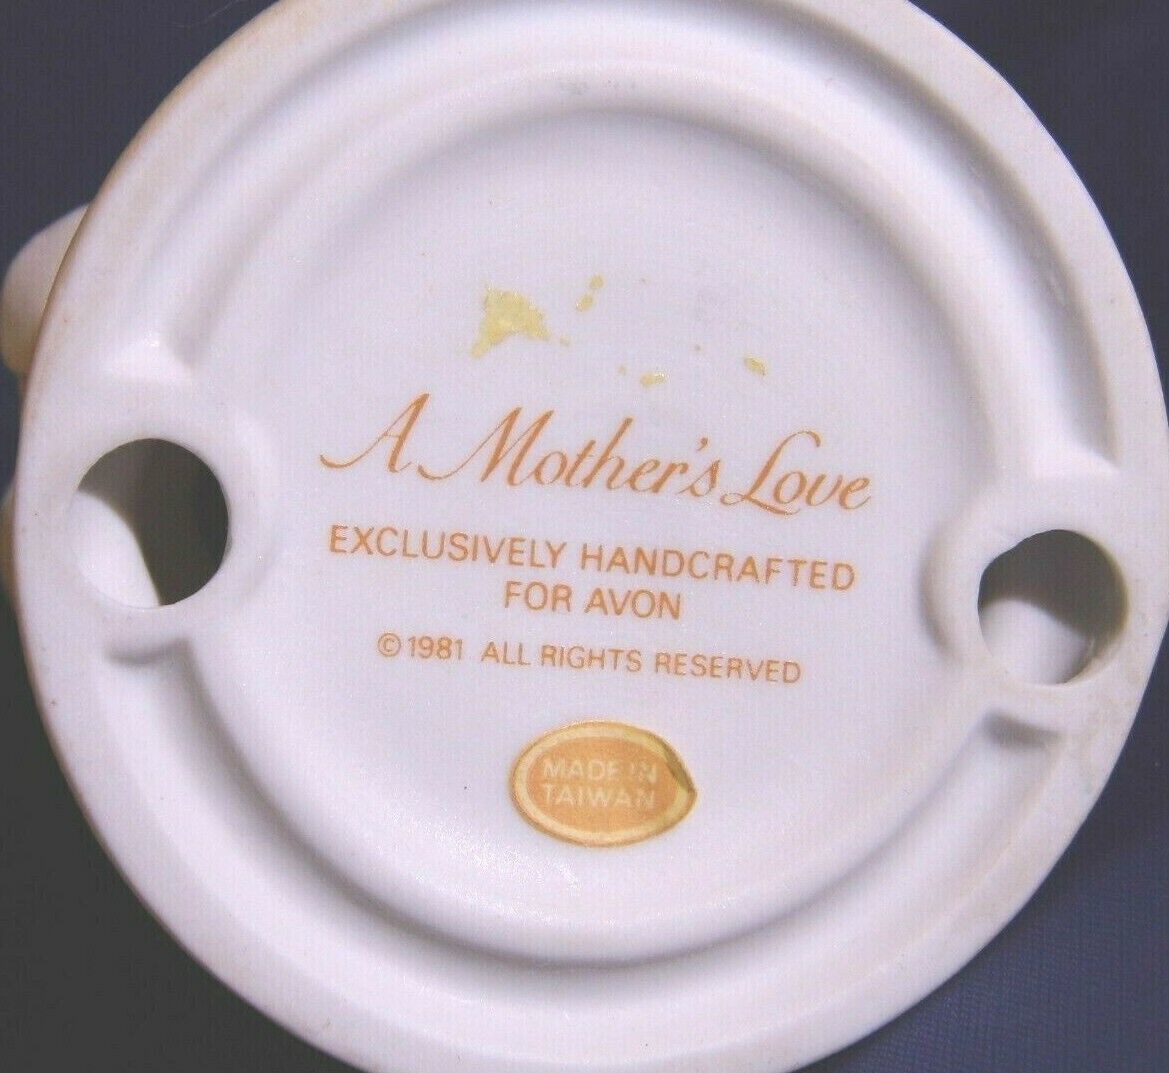 A Mother's Love
EXCLUSIVELY HANDCRAFTED
FOR AVON
© 1981 ALL RIGHTS RESERVED
MADE IN
TAIWAN